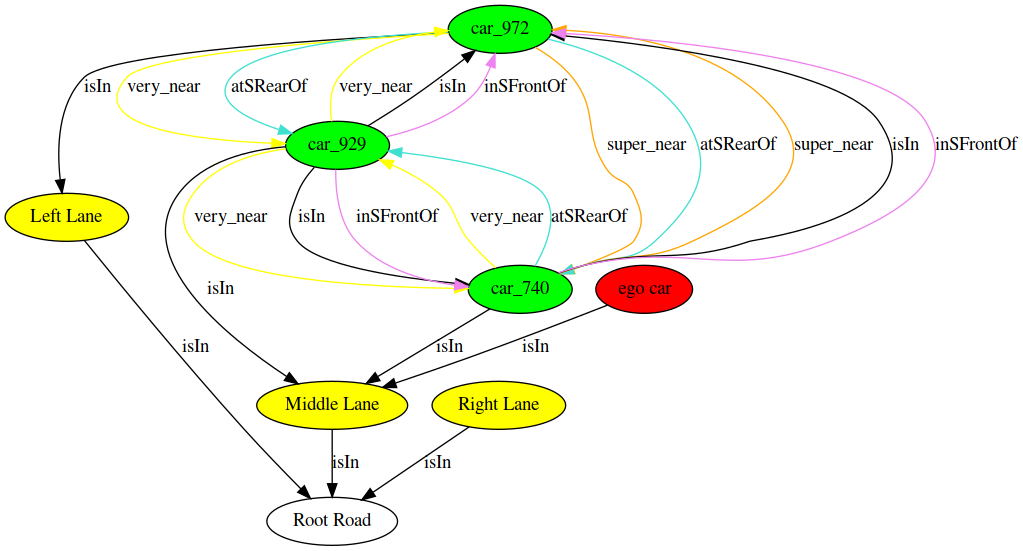 car_972
isIn
very_near
atSRearOf
very_near
isIn
inSFrontOf
car_929
super_near
atSRearOf
super_near
isIn
inSFrontOf
Left Lane
very_near
isIn
inSFrontOf
very_near
atSRearOf
isIn
car_740
ego car
isIn
isIn
isIn
Middle Lane
Right Lane
isIn
isIn
Root Road